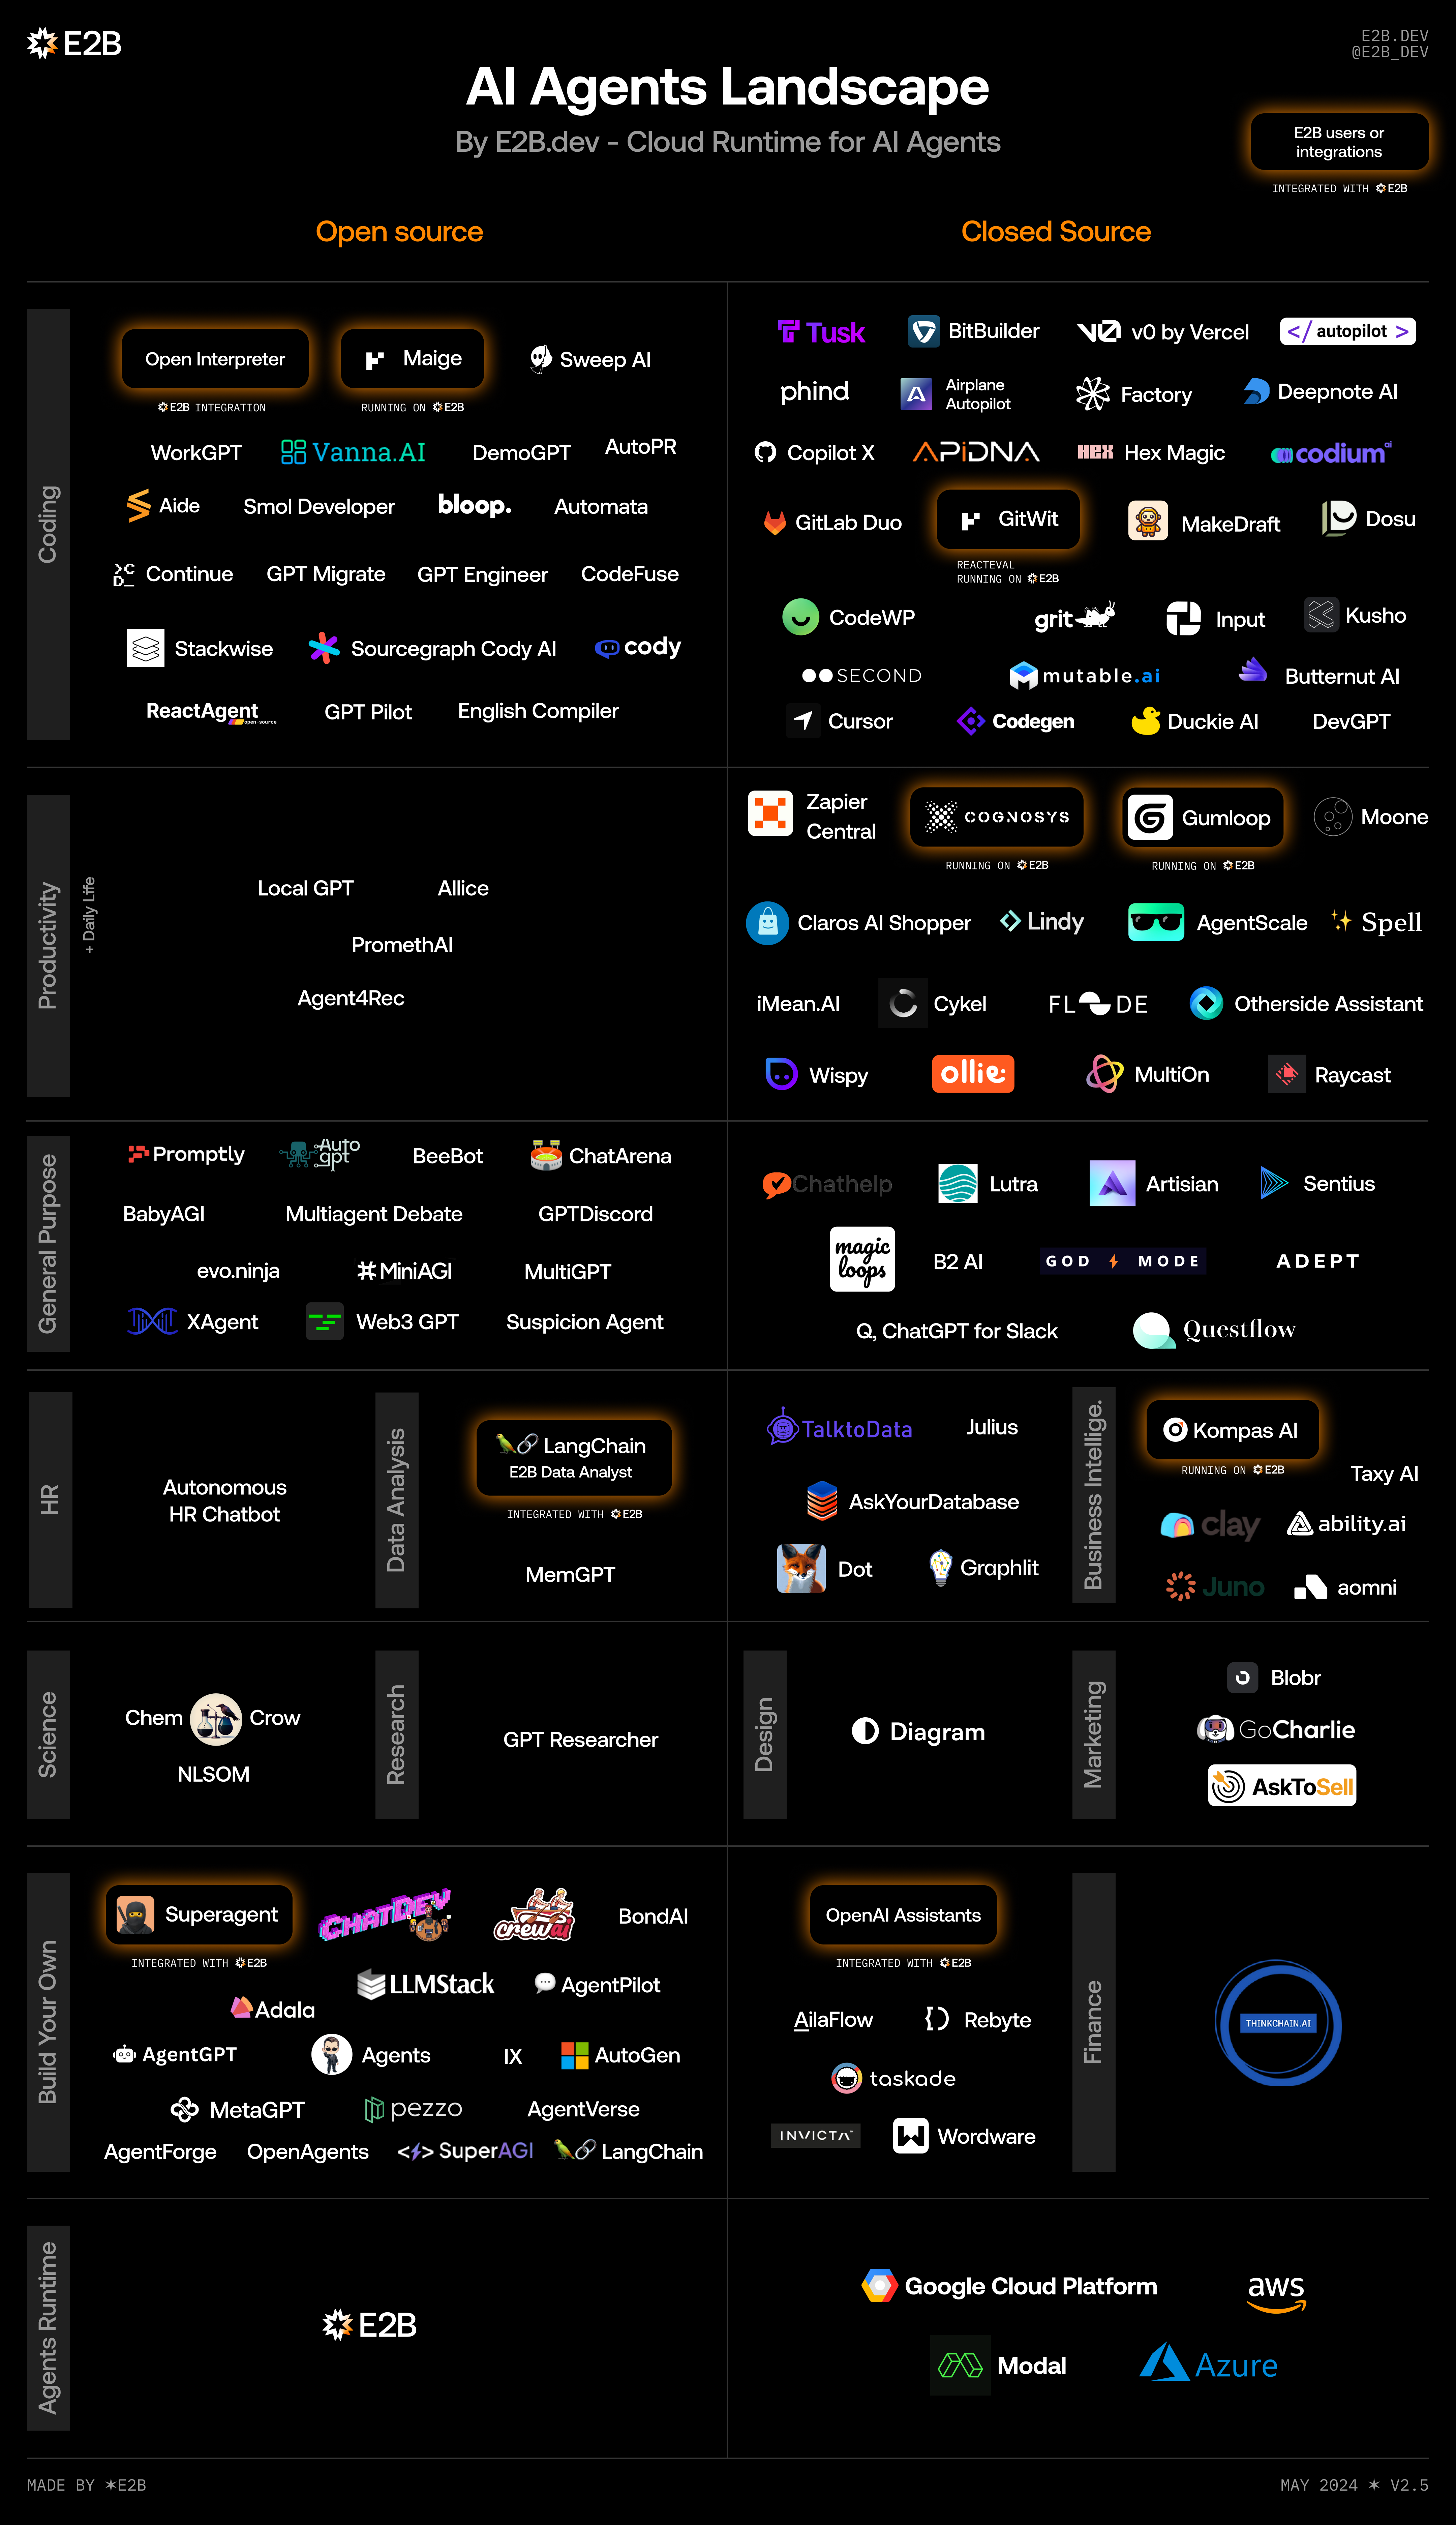 E2B
E2B.DEV
@E2B_DEV
AI Agents Landscape
By E2B.dev - Cloud Runtime for AI Agents
E2B users or
integrations
INTEGRATED WITH E2B
Open source
Closed Source
Coding
Open Interpreter
Maige
Sweep AI
E2B INTEGRATION
RUNNING ON E2B
WorkGPT
Vanna.AI
DemoGPT
AutoPR
Aide
Smol Developer
bloop.
Automata
>C
D_
Continue
GPT Migrate
GPT Engineer
CodeFuse
Stackwise
Sourcegraph Cody AI
cody
ReactAgent
open-source
GPT Pilot
English Compiler
Tusk
BitBuilder
v0 by Vercel
</ autopilot >
phind
Airplane
Autopilot
Factory
Deepnote AI
Copilot X
APiDNA
HEX Hex Magic
codium ai
GitLab Duo
GitWit
MakeDraft
Dosu
REACTEVAL
RUNNING ON E2B
CodeWP
grit
Input
Kusho
SECOND
mutable.ai
Butternut AI
Cursor
Codegen
Duckie AI
DevGPT
Productivity
+ Daily Life
Local GPT
Allice
PromethAI
Agent4Rec
Zapier
Central
COGNOSYS
Gumloop
Moone
RUNNING ON E2B
RUNNING ON E2B
Claros AI Shopper
Lindy
AgentScale
Spell
iMean.AI
Cykel
FL DE
Otherside Assistant
Wispy
ollie
MultiOn
Raycast
General Purpose
Promptly
Auto
gpt
BeeBot
ChatArena
BabyAGI
Multiagent Debate
GPTDiscord
evo.ninja
MiniAGI
MultiGPT
XAgent
Web3 GPT
Suspicion Agent
Chathelp
Lutra
Artisian
Sentius
magic
loops
B2 AI
GOD MODE
ADEPT
Q, ChatGPT for Slack
Questflow
HR
Autonomous
HR Chatbot
Data Analysis
LangChain
E2B Data Analyst
INTEGRATED WITH E2B
MemGPT
TalktoData
Julius
AskYourDatabase
Dot
Graphlit
Business Intellige.
Kompas AI
RUNNING ON E2B
Taxy AI
clay
ability.ai
Juno
aomni
Science
Chem Crow
NLSOM
Research
GPT Researcher
Design
Diagram
Marketing
Blobr
GoCharlie
AskToSell
Build Your Own
Superagent
CHATDEV
crewai
BondAI
INTEGRATED WITH E2B
LLMStack
AgentPilot
Adala
AgentGPT
Agents
IX
AutoGen
MetaGPT
pezzo
AgentVerse
AgentForge
OpenAgents
SuperAGI
LangChain
OpenAI Assistants
INTEGRATED WITH E2B
AilaFlow
Rebyte
taskade
INVICTA
Wordware
Finance
THINKCHAIN.AI
Agents Runtime
E2B
Google Cloud Platform
aws
Modal
Azure
MADE BY ✶E2B
MAY 2024 ✶ V2.5